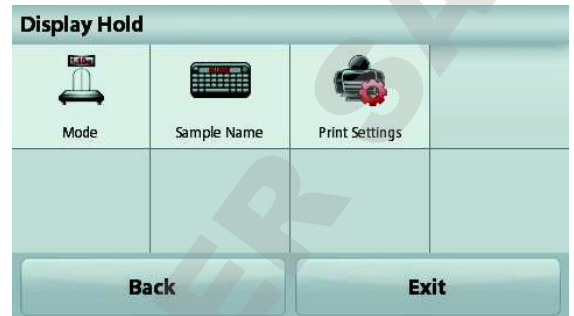 Display Hold
Mode
Sample Name
Print Settings
Back
Exit